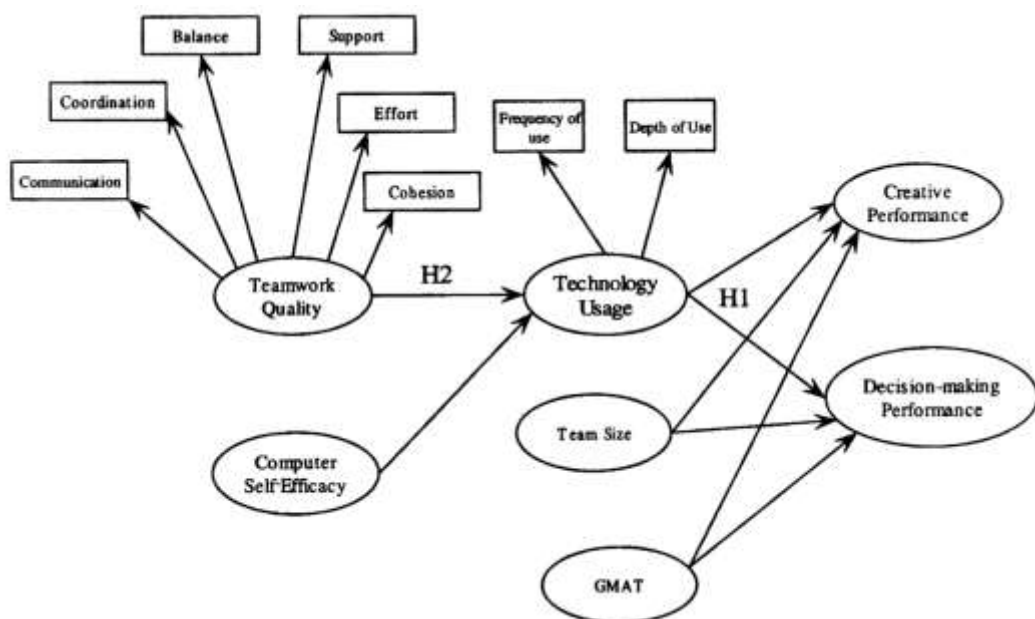 Balance
Support
Coordination
Effort
Frequency of
use
Depth of Use
Communication
Cohesion
Creative
Performance
Teamwork
Quality
H2
Technology
Usage
H1
Decision-making
Performance
Team Size
Computer
Self-Efficacy
GMAT